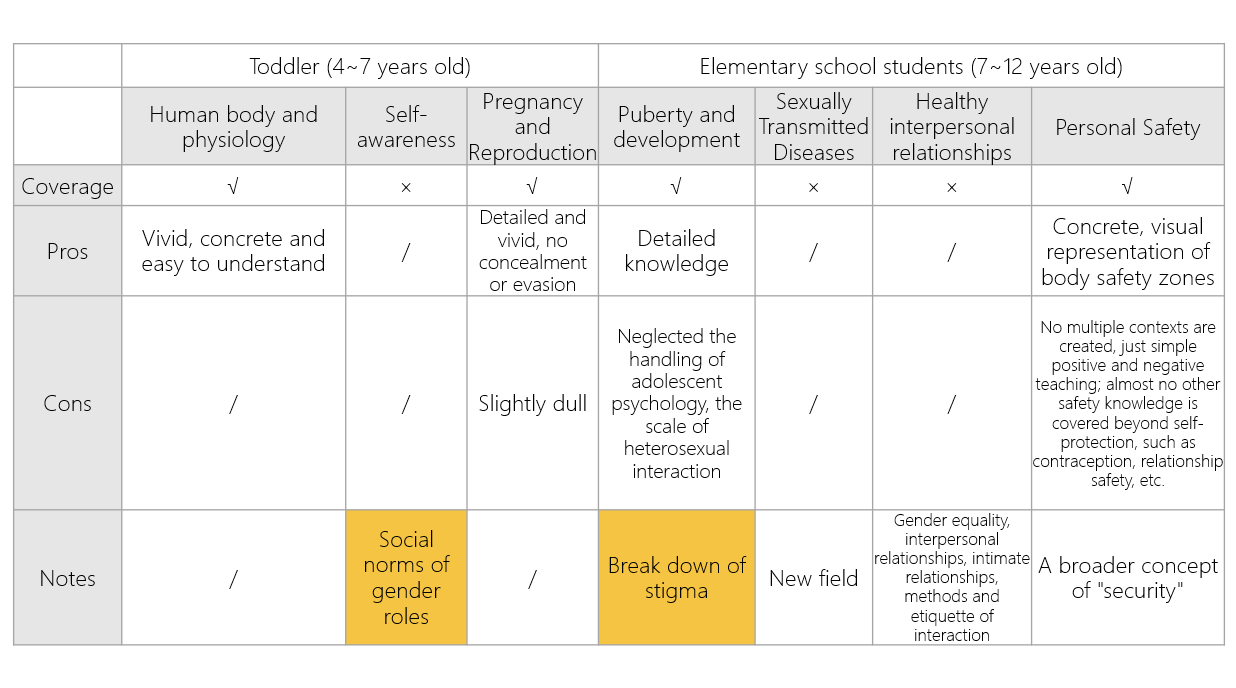 Toddler (4~7 years old)
Elementary school students (7~12 years old)
Human body and
physiology
Self-
awareness
Pregnancy
and
Reproduction
Puberty and
development
Sexually
Transmitted
Diseases
Healthy
interpersonal
relationships
Personal Safety
Coverage
√
×
√
√
×
×
√
Pros
Vivid, concrete and
easy to understand
/
Detailed and
vivid, no
concealment
or evasion
Detailed
knowledge
/
/
Concrete, visual
representation of
body safety zones
Cons
/
/
Slightly dull
Neglected the
handling of
adolescent
psychology, the
scale of
heterosexual
interaction
/
/
No multiple contexts are
created, just simple
positive and negative
teaching; almost no other
safety knowledge is
covered beyond self-
protection, such as
contraception, relationship
safety, etc.
Notes
/
Social
norms of
gender
roles
/
Break down of
stigma
New field
Gender equality,
interpersonal
relationships, intimate
relationships,
methods and
etiquette of
interaction
A broader concept
of "security"